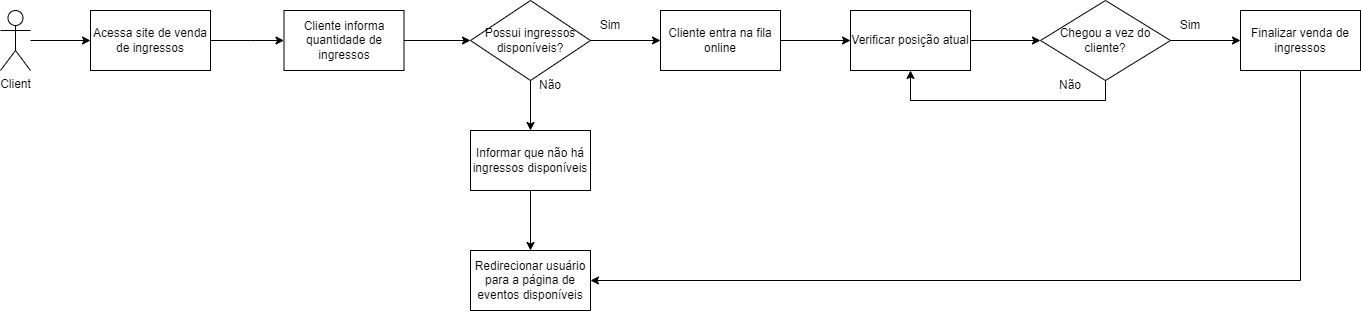 Client
Acessa site de venda
de ingressos
Cliente informa
quantidade de
ingressos
Possui ingressos
disponíveis?
Sim
Não
Cliente entra na fila
online
Verificar posição atual
Chegou a vez do
cliente?
Sim
Não
Finalizar venda de
ingressos
Informar que não há
ingressos disponíveis
Redirecionar usuário
para a página de
eventos disponíveis